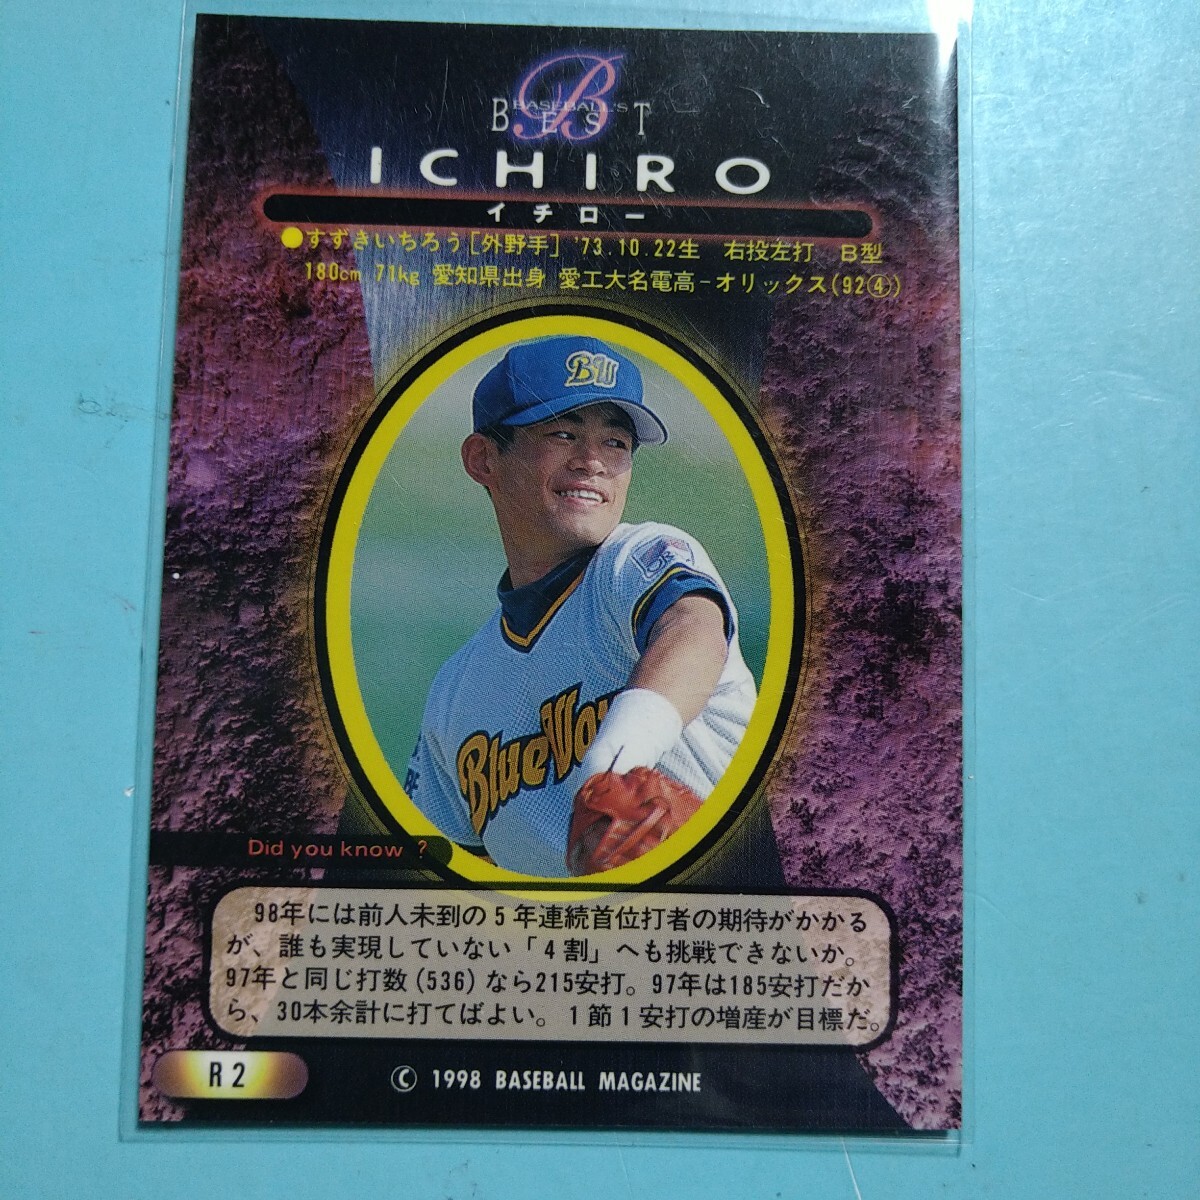 B
BASEBALL'S
BEST
ICHIRO
イチロー
●すずきいちろう[外野手] '73.10.22生 右投左打 B型
180cm 71kg 愛知県出身 愛工大名電高-オリックス(92④)
BW
Blue Wa
Did you know ?
98年には前人未到の5年連続首位打者の期待がかかる
が、誰も実現していない「4割」へも挑戦できないか。
97年と同じ打数(536)なら215安打。97年は185安打だか
ら、30本余計に打てばよい。1節1安打の増産が目標だ。
R2
© 1998 BASEBALL MAGAZINE